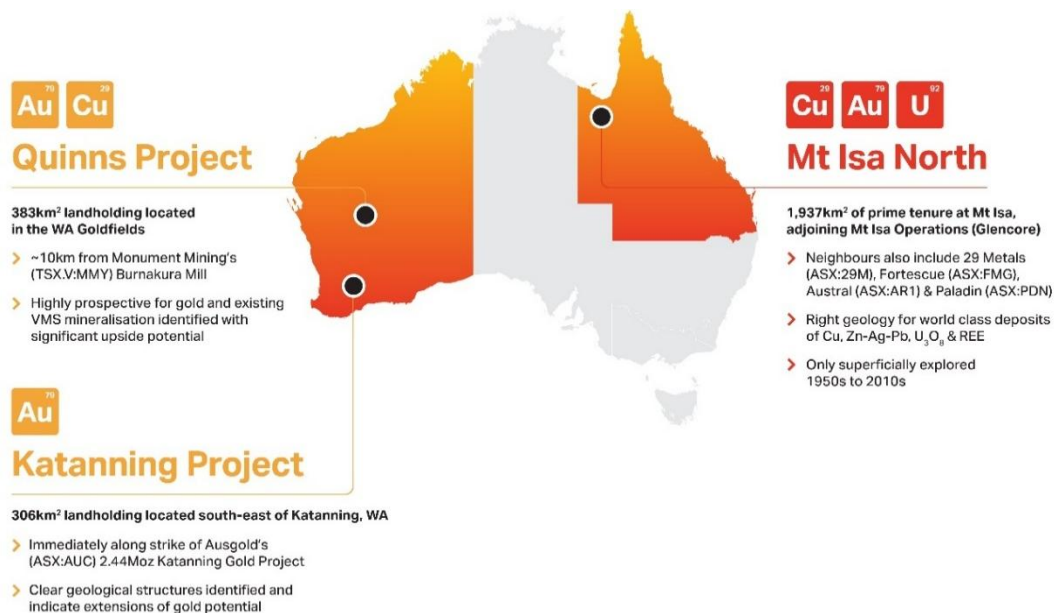 79 29
Au Cu
Quinns Project
383km² landholding located
in the WA Goldfields
> ~10km from Monument Mining's
(TSX.V:MMY) Burnakura Mill
> Highly prospective for gold and existing
VMS mineralisation identified with
significant upside potential
79
Au
Katanning Project
306km² landholding located south-east of Katanning, WA
> Immediately along strike of Ausgold's
(ASX:AUC) 2.44Moz Katanning Gold Project
> Clear geological structures identified and
indicate extensions of gold potential
29 79 92
Cu Au U
Mt Isa North
1,937km² of prime tenure at Mt Isa,
adjoining Mt Isa Operations (Glencore)
> Neighbours also include 29 Metals
(ASX:29M), Fortescue (ASX:FMG),
Austral (ASX:AR1) & Paladin (ASX:PDN)
> Right geology for world class deposits
of Cu, Zn-Ag-Pb, U₃O₈ & REE
> Only superficially explored
1950s to 2010s